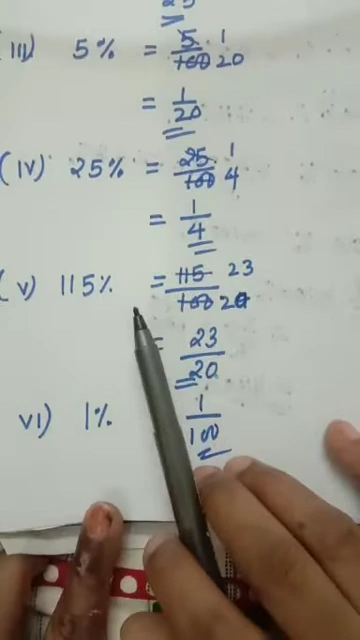 25
(iii) 5% = 5/100 1/20
= 1/20
(iv) 25% = 25/100 1/4
= 1/4
(v) 115% = 115/100 23/20
= 23/20
vi) 1% 1/100